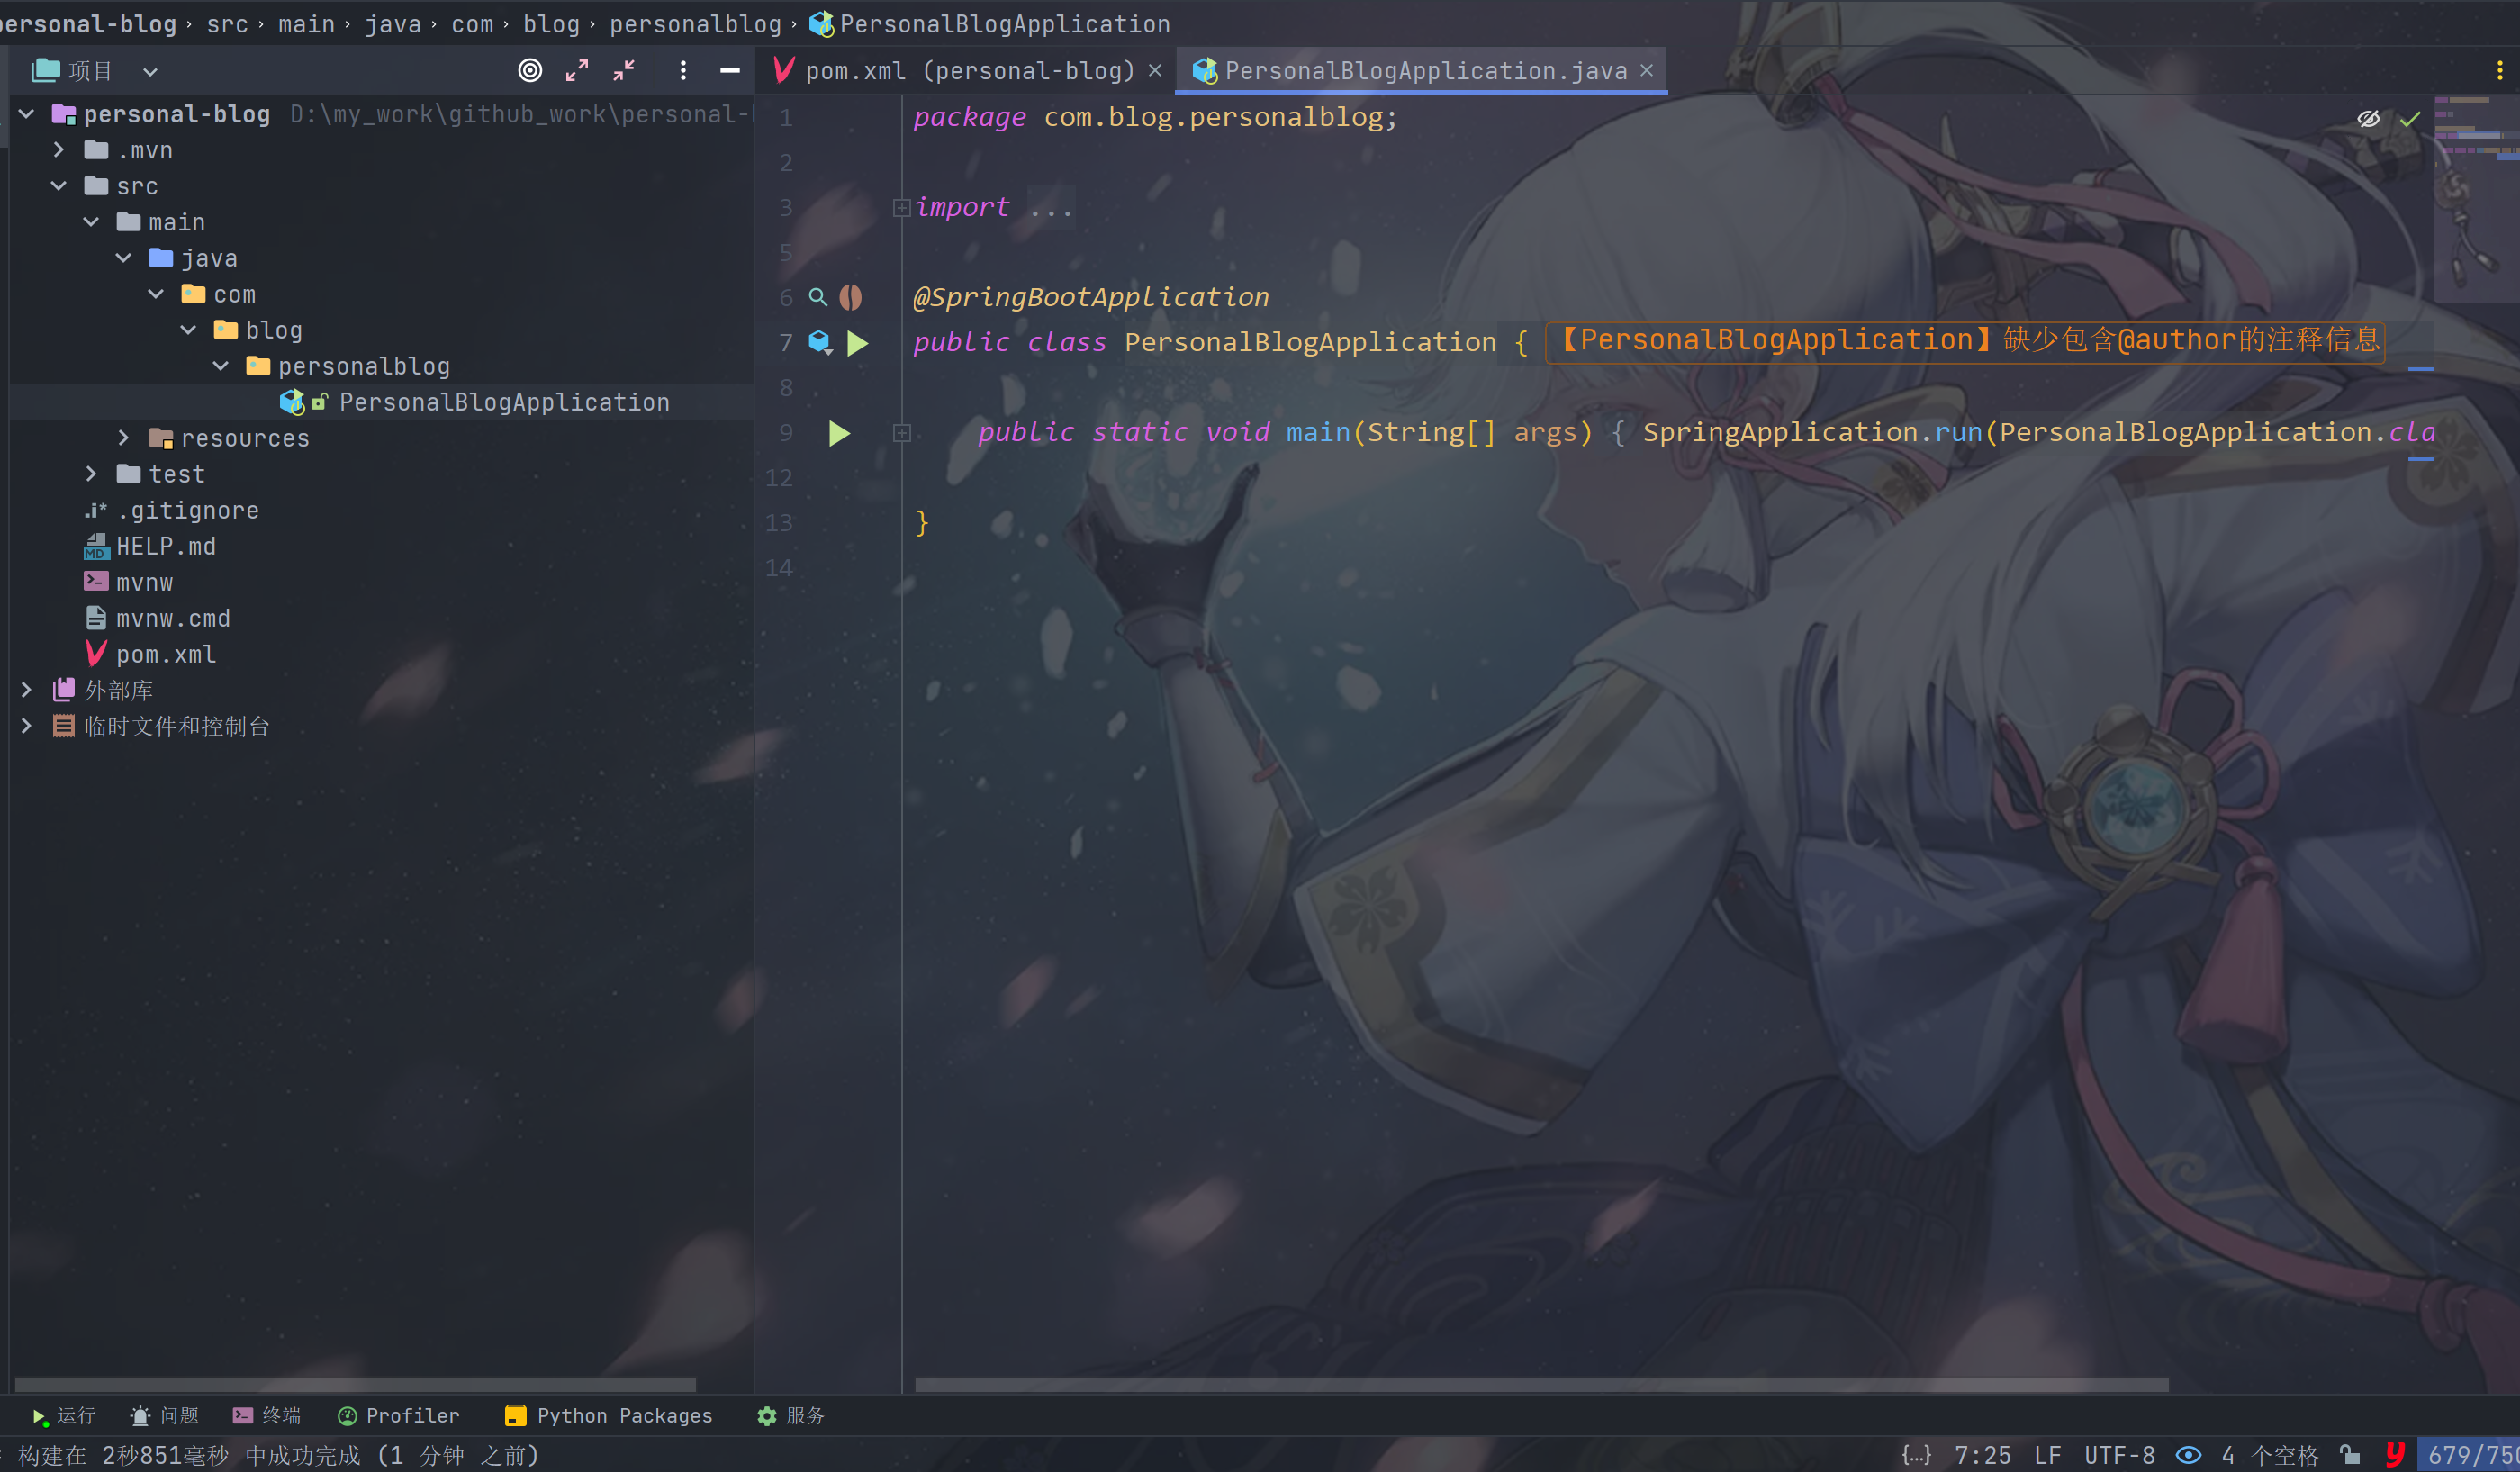 personal-blog › src › main › java › com › blog › personalblog › PersonalBlogApplication
项目
pom.xml (personal-blog) × PersonalBlogApplication.java ×
personal-blog D:\my_work\github_work\personal-
.mvn
src
main
java
com
blog
personalblog
PersonalBlogApplication
resources
test
.i* .gitignore
MD HELP.md
mvnw
mvnw.cmd
pom.xml
外部库
临时文件和控制台
1 package com.blog.personalblog;
2
3 import ...
5
6 @SpringBootApplication
7 public class PersonalBlogApplication { 【PersonalBlogApplication】缺少包含@author的注释信息
8
9 public static void main(String[] args) { SpringApplication.run(PersonalBlogApplication.cla
12
13 }
14
运行 问题 终端 Profiler Python Packages 服务
构建在 2秒851毫秒 中成功完成 (1 分钟 之前)
{...} 7:25 LF UTF-8 4 个空格 679/750